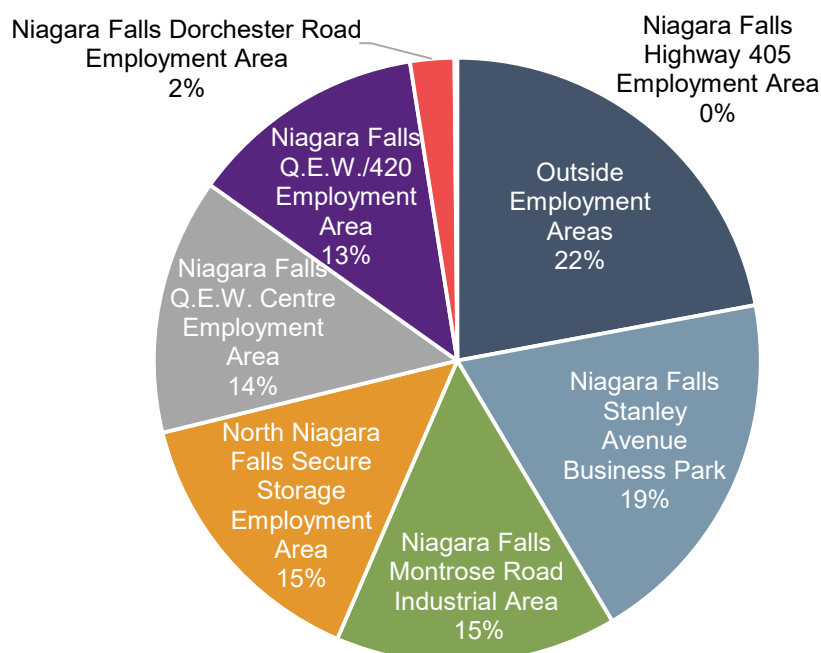 Niagara Falls Dorchester Road
Employment Area
2%
Niagara Falls
Highway 405
Employment Area
0%
Outside
Employment
Areas
22%
Niagara Falls
Stanley
Avenue
Business Park
19%
Niagara Falls
Montrose Road
Industrial Area
15%
North Niagara
Falls Secure
Storage
Employment
Area
15%
Niagara Falls
Q.E.W. Centre
Employment
Area
14%
Niagara Falls
Q.E.W./420
Employment
Area
13%